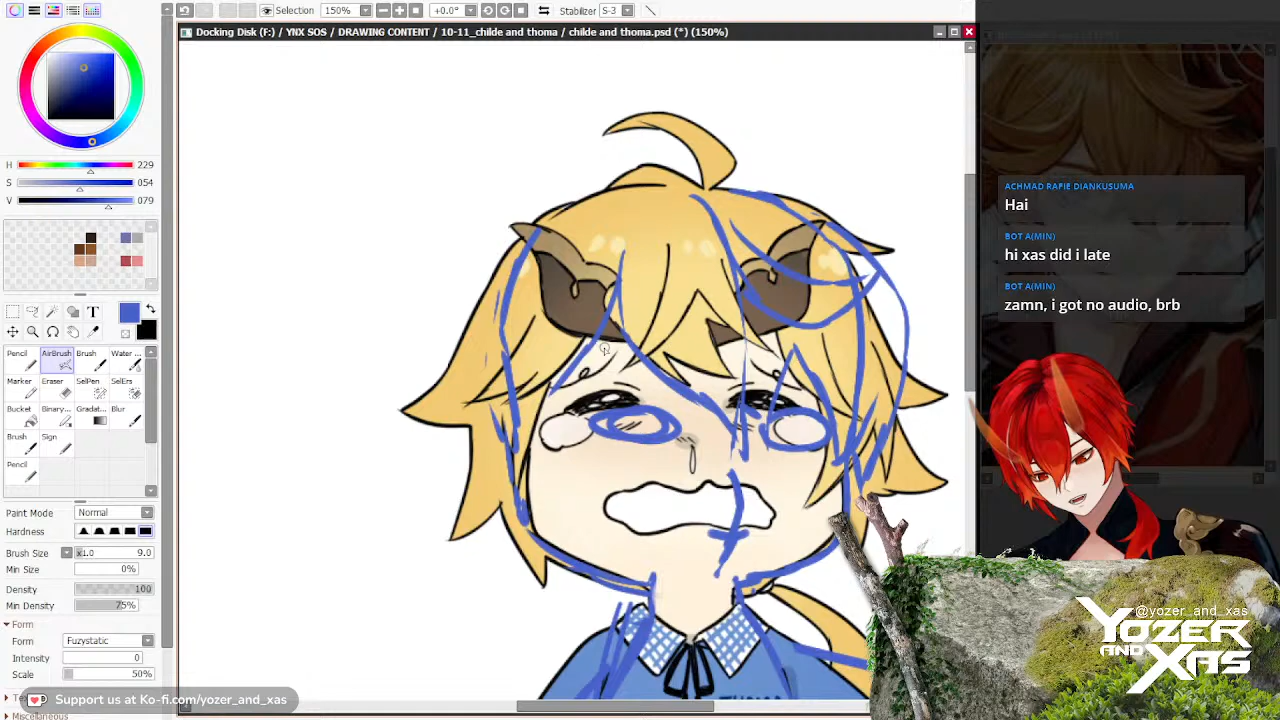 Selection 150% +0.0° Stabilizer S-3
Docking Disk (F:) / YNX SOS / DRAWING CONTENT / 10-11_childe and thoma / childe and thoma.psd (*) (150%)
H 229
S 054
V 079
T
Pencil AirBrush Brush Water ...
Marker Eraser SelPen SelErs
Bucket Binary... Gradat... Blur
Brush Sign
Pencil
Paint Mode Normal
Hardness
Brush Size x1.0 9.0
Min Size 0%
Density 100
Min Density 75%
Form
Form Fuzystatic
Intensity 0
Scale 50%
Miscellaneous
Support us at Ko-fi.com/yozer_and_xas
THOMA
ACHMAD RAFIE DIANKUSUMA
Hai
BOT A(MIN)
hi xas did i late
BOT A(MIN)
zamn, i got no audio, brb
@yozer_and_xas
YOZER
AND XAS